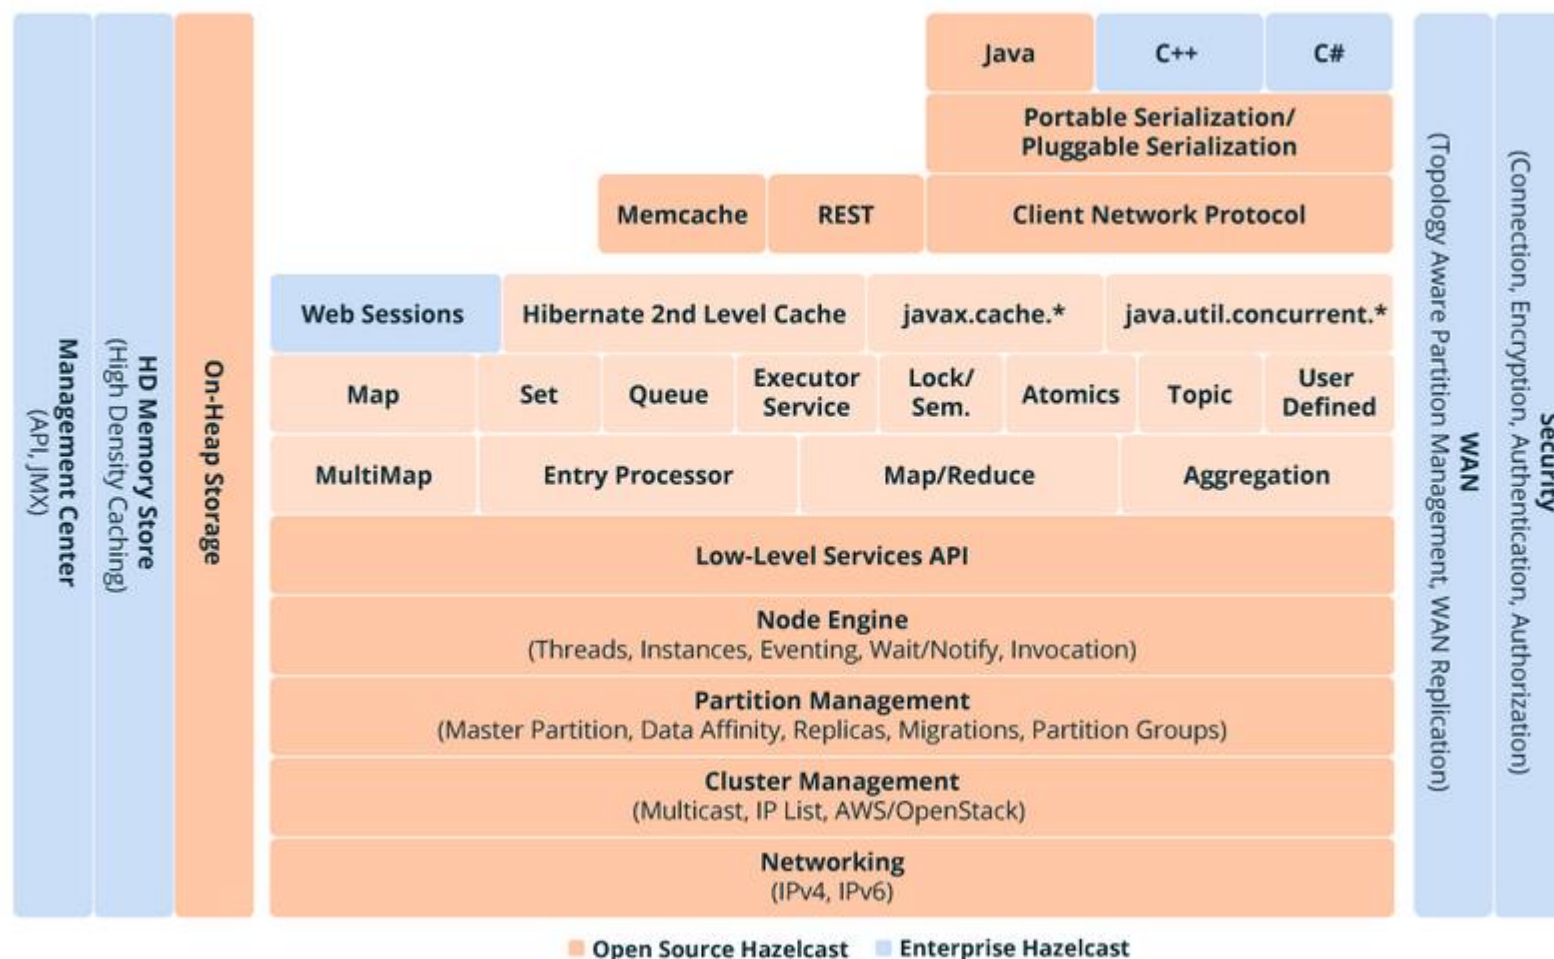 Java
C++
C#
Portable Serialization/
Pluggable Serialization
Memcache
REST
Client Network Protocol
Web Sessions
Hibernate 2nd Level Cache
javax.cache.*
java.util.concurrent.*
Map
Set
Queue
Executor
Service
Lock/
Sem.
Atomics
Topic
User
Defined
MultiMap
Entry Processor
Map/Reduce
Aggregation
Low-Level Services API
Node Engine
(Threads, Instances, Eventing, Wait/Notify, Invocation)
Partition Management
(Master Partition, Data Affinity, Replicas, Migrations, Partition Groups)
Cluster Management
(Multicast, IP List, AWS/OpenStack)
Networking
(IPv4, IPv6)
Management Center
(API, JMX)
HD Memory Store
(High Density Caching)
On-Heap Storage
WAN
(Topology Aware Partition Management, WAN Replication)
Security
(Connection, Encryption, Authentication, Authorization)
Open Source Hazelcast
Enterprise Hazelcast